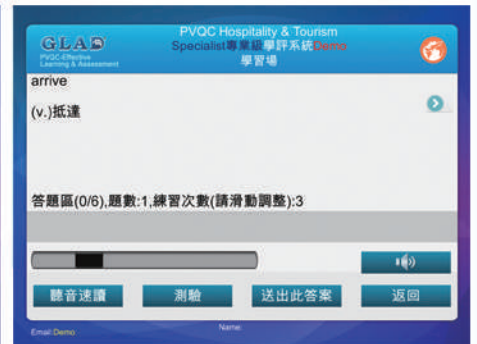 GLAD
PVQC-Effective
Learning & Assessment
PVQC Hospitality & Tourism
Specialist專業級學評系統Demo
學習場
arrive
(v.)抵達
答題區(0/6),題數:1,練習次數(請滑動調整):3
聽音速讀
測驗
送出此答案
返回
Email:Demo
Name: